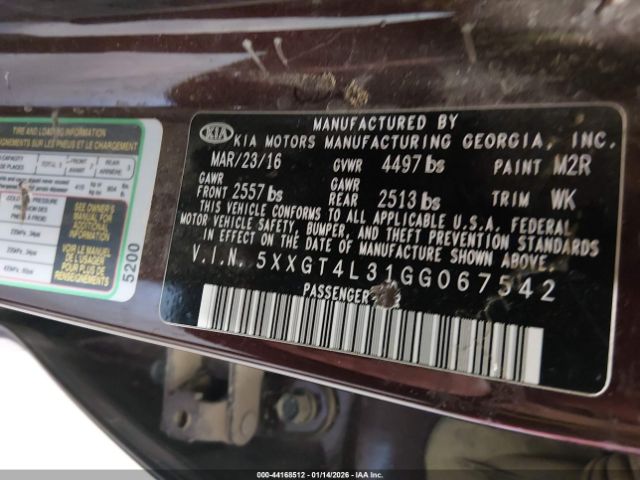 TIRE AND LOADING INFORMATION
SEE OWNER'S
MANUAL FOR
ADDITIONAL
INFORMATION
5200
KIA
MANUFACTURED BY
KIA MOTORS MANUFACTURING GEORGIA, INC.
MAR/23/16 GVWR 4497 lbs PAINT M2R
GAWR FRONT 2557 lbs GAWR REAR 2513 lbs TRIM WK
THIS VEHICLE CONFORMS TO ALL APPLICABLE U.S.A. FEDERAL
MOTOR VEHICLE SAFETY, BUMPER, AND THEFT PREVENTION STANDARDS
IN EFFECT ON THE DATE OF MANUFACTURE SHOWN ABOVE.
V.I.N. 5XXGT4L31GG067542
PASSENGER
000-44168512 | 01/14/2026 - IAA Inc.